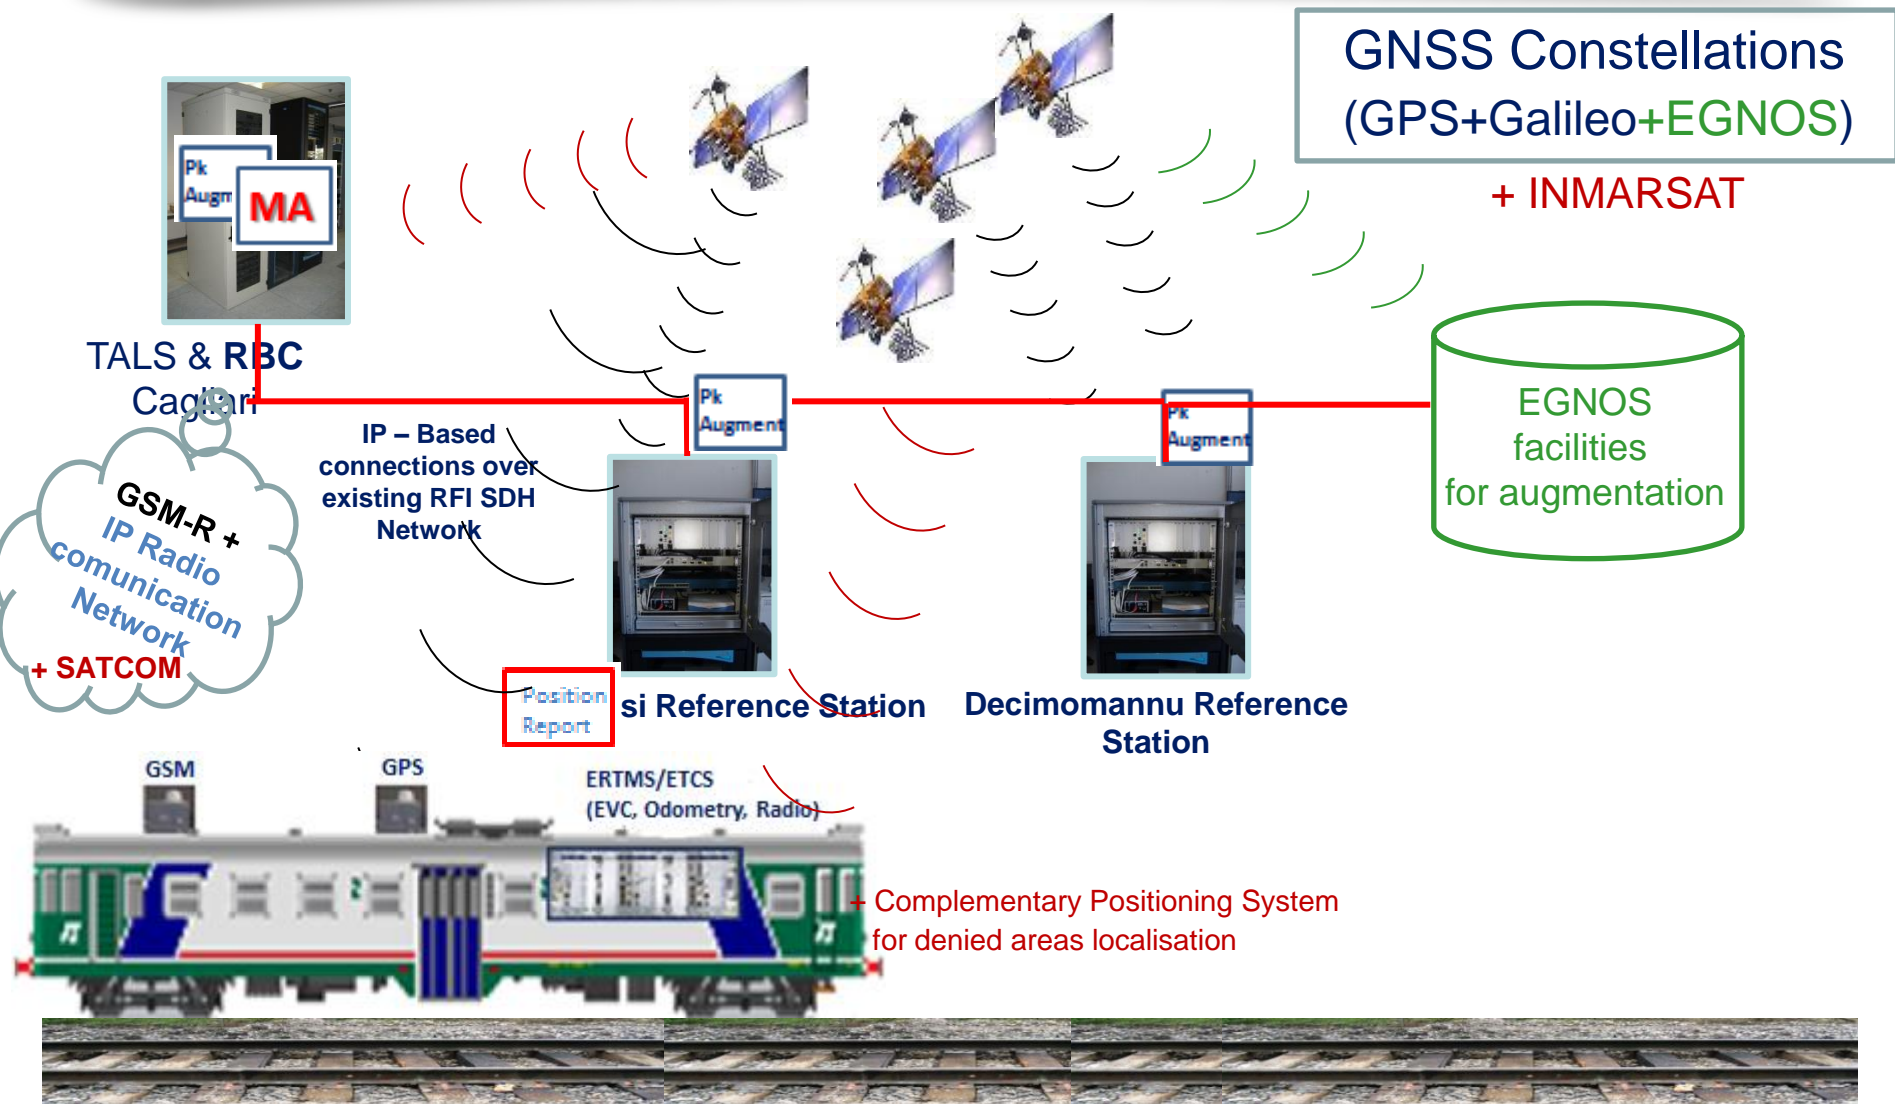 GNSS Constellations
(GPS+Galileo+EGNOS)
+ INMARSAT
Pk
Augm
MA
TALS & RBC
Cagliari
IP – Based
connections over
existing RFI SDH
Network
Pk
Augment
Pk
Augment
EGNOS
facilities
for augmentation
GSM-R +
IP Radio
comunication
Network
+ SATCOM
Position
Report
si Reference Station
Decimomannu Reference
Station
GSM
GPS
ERTMS/ETCS
(EVC, Odometry, Radio)
+ Complementary Positioning System
for denied areas localisation